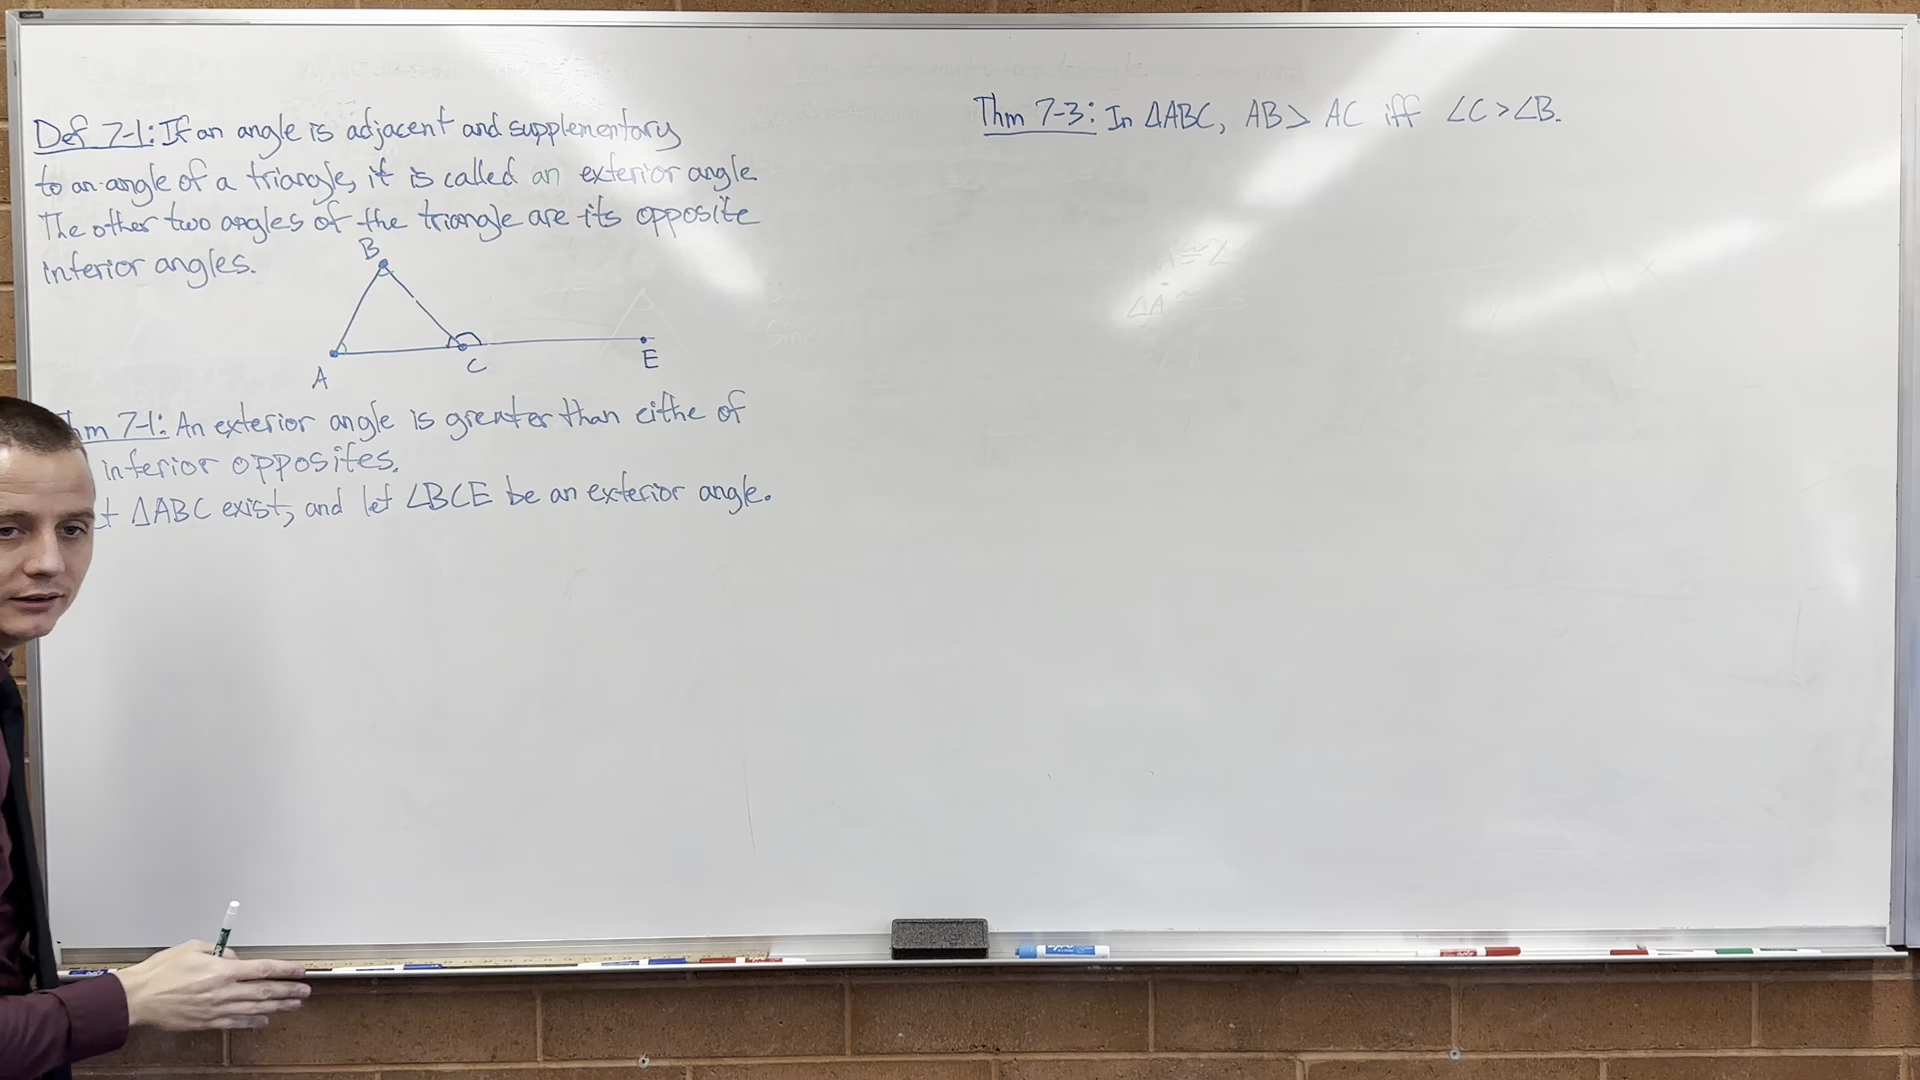 Def 7-1: If an angle is adjacent and supplementary
to an angle of a triangle, it is called an exterior angle.
The other two angles of the triangle are its opposite
interior angles.
B
A
C
E
hm 7-1: An exterior angle is greater than eithe of
interior opposites.
t ΔABC exist, and let ∠BCE be an exterior angle.
Thm 7-3: In ΔABC, AB > AC iff ∠C > ∠B.